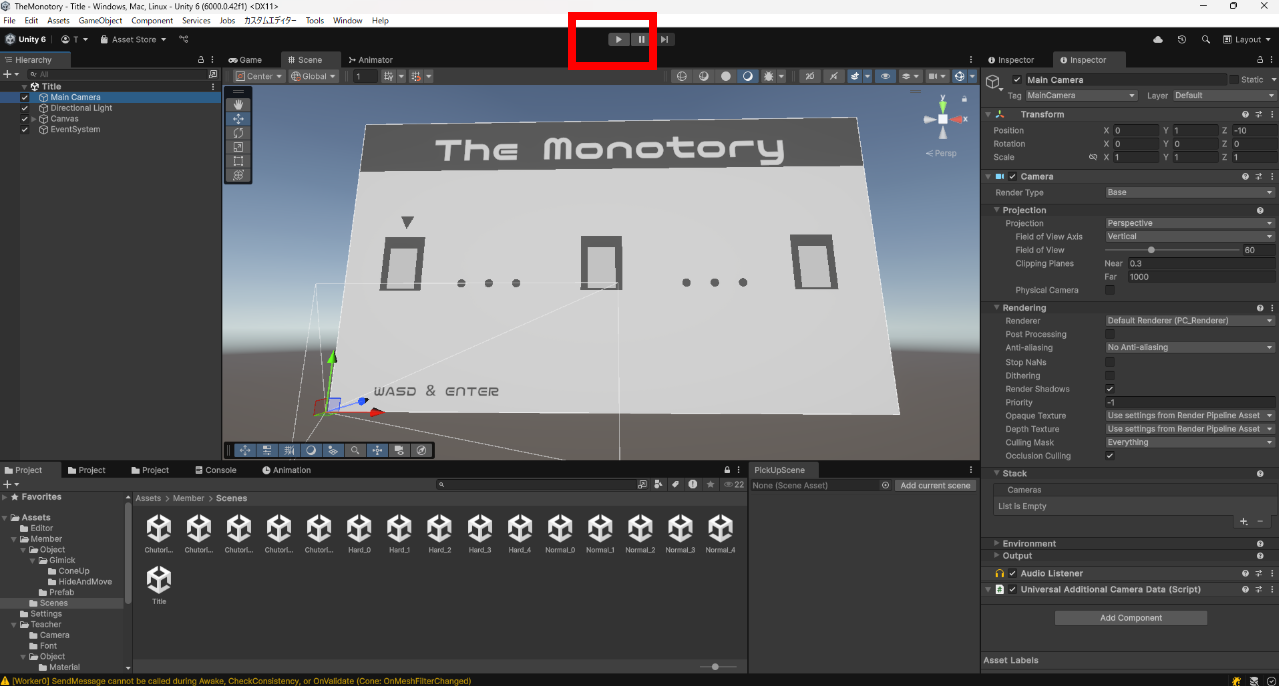 TheMonotory - Title - Windows, Mac, Linux - Unity 6 (6000.0.42f1) <DX11>
File Edit Assets GameObject Component Services Jobs カスタムエディター Tools Window Help
Unity 6 T Asset Store Layout
Hierarchy Game Scene Animator Inspector Inspector
All Center Global 1
Title
Main Camera
Directional Light
Canvas
EventSystem
y
x
Persp
The Monotory
WASD & ENTER
Main Camera Static
Tag MainCamera Layer Default
Transform
Position X 0 Y 1 Z -10
Rotation X 0 Y 0 Z 0
Scale X 1 Y 1 Z 1
Camera
Render Type Base
Projection
Projection Perspective
Field of View Axis Vertical
Field of View 60
Clipping Planes Near 0.3
Far 1000
Physical Camera
Rendering
Renderer Default Renderer (PC_Renderer)
Post Processing
Anti-aliasing No Anti-aliasing
Stop NaNs
Dithering
Render Shadows
Priority -1
Opaque Texture Use settings from Render Pipeline Asset
Depth Texture Use settings from Render Pipeline Asset
Culling Mask Everything
Occlusion Culling
Stack
Cameras
List Is Empty
Environment
Output
Audio Listener
Universal Additional Camera Data (Script)
Add Component
Asset Labels
Project Project Project Console Animation PickUpScene
22 None (Scene Asset) Add current scene
Favorites
Assets
Editor
Member
Object
Gimick
ConeUp
HideAndMove
Prefab
Scenes
Settings
Teacher
Camera
Font
Object
Material
Assets > Member > Scenes
Chutorl... Chutorl... Chutorl... Chutorl... Chutorl... Hard_0 Hard_1 Hard_2 Hard_3 Hard_4 Normal_0 Normal_1 Normal_2 Normal_3 Normal_4
Title
[Worker0] SendMessage cannot be called during Awake, CheckConsistency, or OnValidate (Cone: OnMeshFilterChanged)